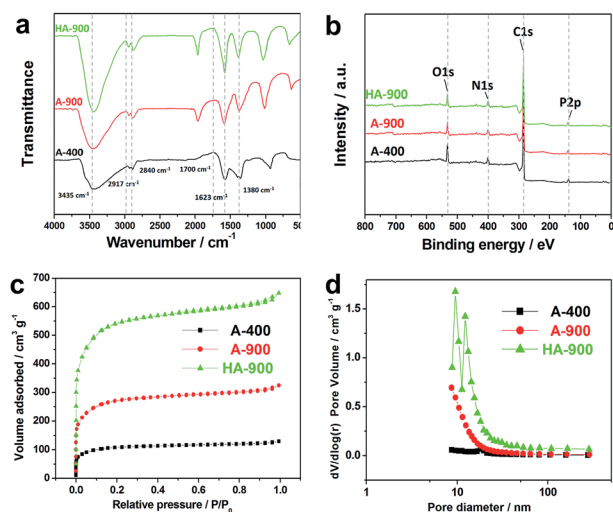 a
HA-900
A-900
A-400
3435 cm⁻¹
2917 cm⁻¹
2840 cm⁻¹
1700 cm⁻¹
1623 cm⁻¹
1380 cm⁻¹
Transmittance
4000 3500 3000 2500 2000 1500 1000 500
Wavenumber / cm⁻¹
b
C1s
O1s
N1s
P2p
HA-900
A-900
A-400
Intensity / a.u.
800 700 600 500 400 300 200 100 0
Binding energy / eV
c
700
600
500
400
300
200
100
0
A-400
A-900
HA-900
Volume adsorbed / cm³ g⁻¹
0.0 0.2 0.4 0.6 0.8 1.0
Relative pressure / P/P₀
d
1.5
1.0
0.5
0.0
A-400
A-900
HA-900
dV/dlog(r) Pore Volume / cm³ g⁻¹
1 10 100
Pore diameter / nm